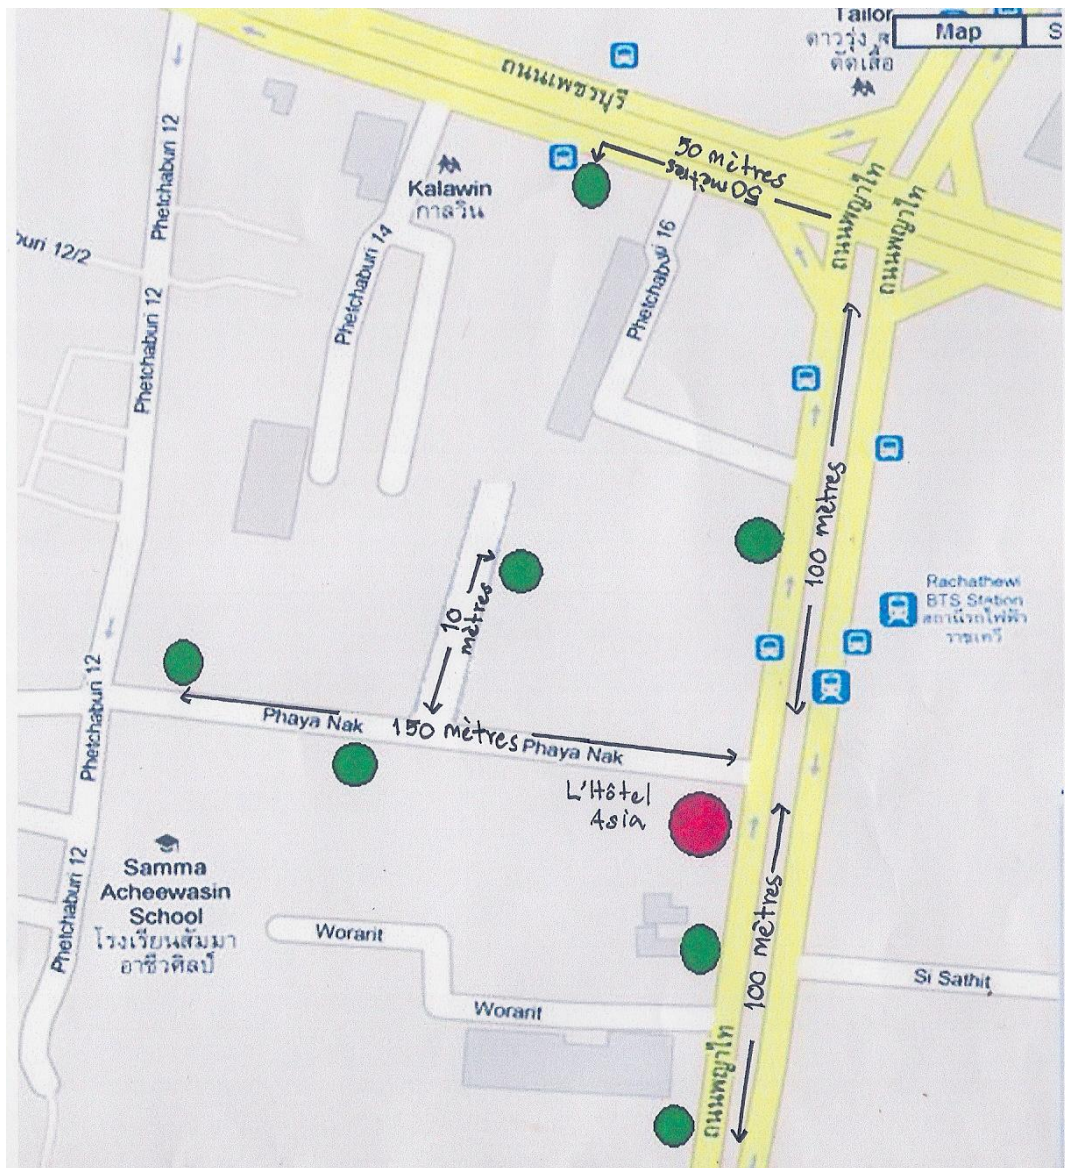 Tailor
ดาวรุ่ง
ตัดเสื้อ
Map
S
ถนนเพชรบุรี
50 mètres
50 mètres
Phetchaburi 12
Kalawin
กาลวิน
ถนนพญาไท
ถนนพญาไท
buri 12/2
Phetchaburi 14
Phetchaburi 16
Phetchaburi 12
100 mètres
Rachathewi
BTS Station
สถานีรถไฟฟ้า
ราชเทวี
10
mètres
Phetchaburi 12
Phaya Nak
150 mètres
Phaya Nak
L'Hôtel
Asia
Samma
Acheewasin
School
โรงเรียนสัมมา
อาชีวศิลป์
Phetchaburi 12
Worarit
100 mètres
Si Sathit
Worarit
ถนนพญาไท